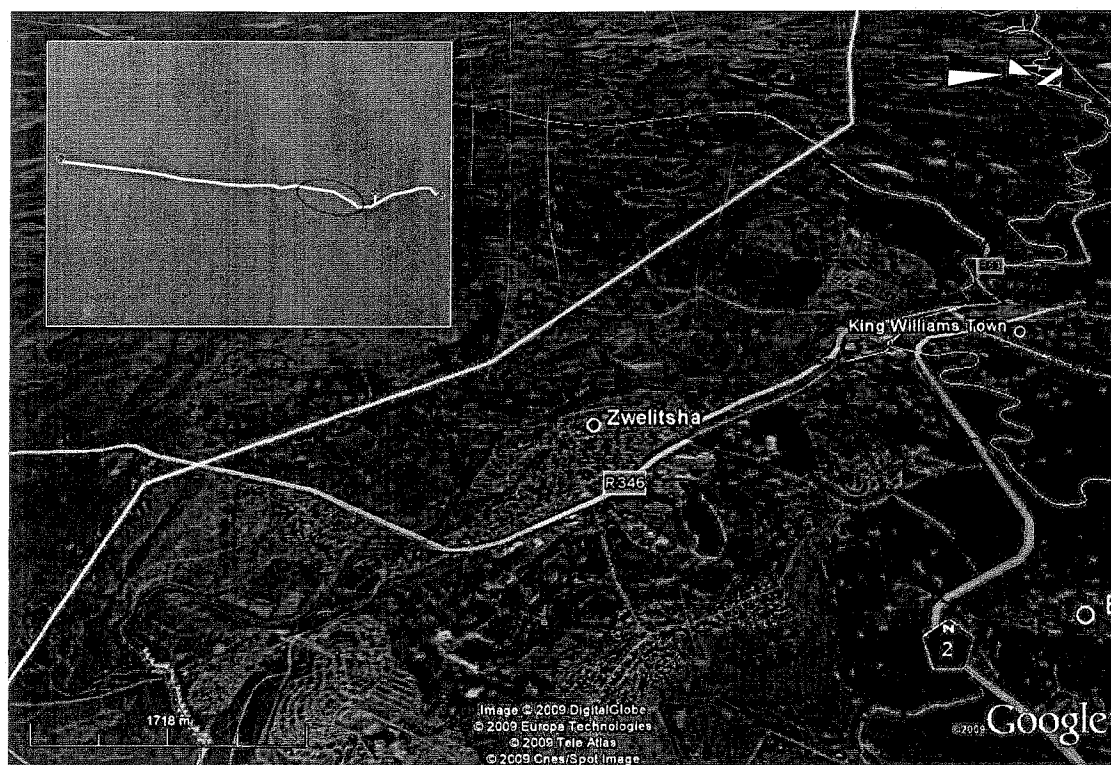 King Williams Town
Zwelitsha
R346
N
2
1718 m
Image © 2009 DigitalGlobe
© 2009 Europa Technologies
© 2009 Tele Atlas
© 2009 Cnes/Spot Image
©2009 Google